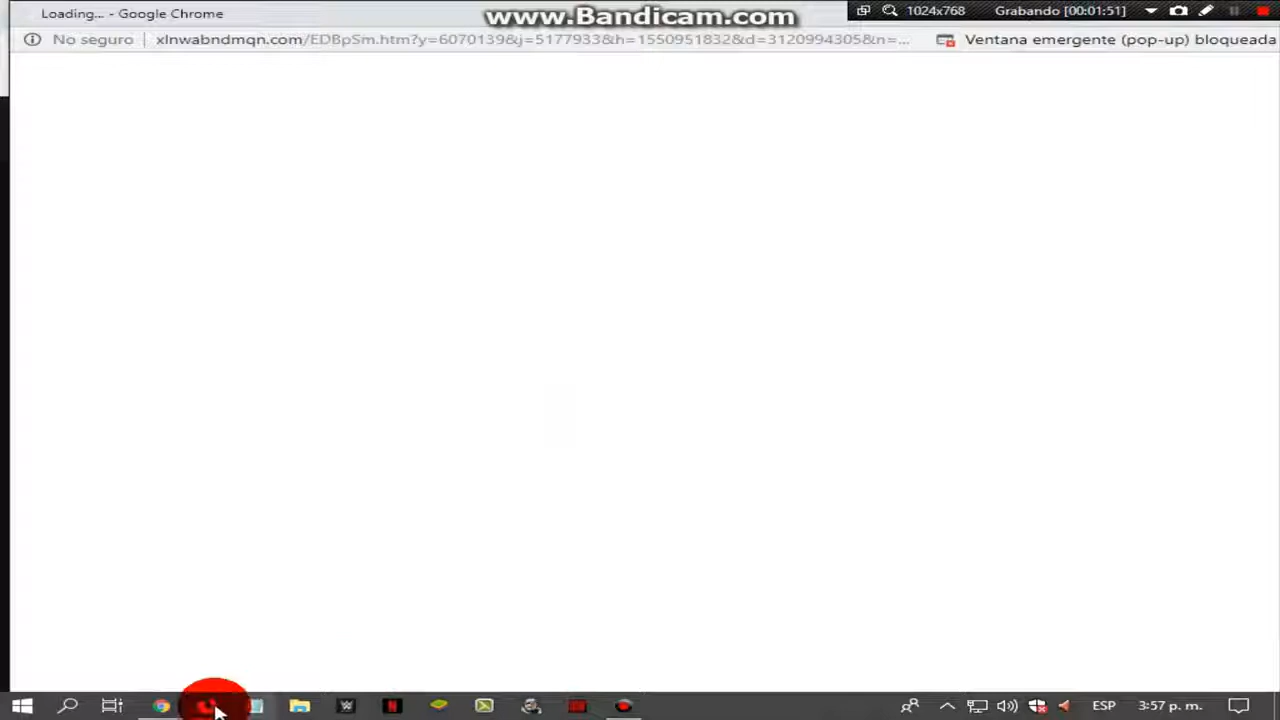 Loading... - Google Chrome
www.Bandicam.com
1024x768
Grabando [00:01:51]
No seguro
xlnwabndmqn.com/EDBpSm.htm?y=6070139&j=5177933&h=1550951832&d=3120994305&n=...
Ventana emergente (pop-up) bloqueada
W
N
ESP
3:57 p. m.